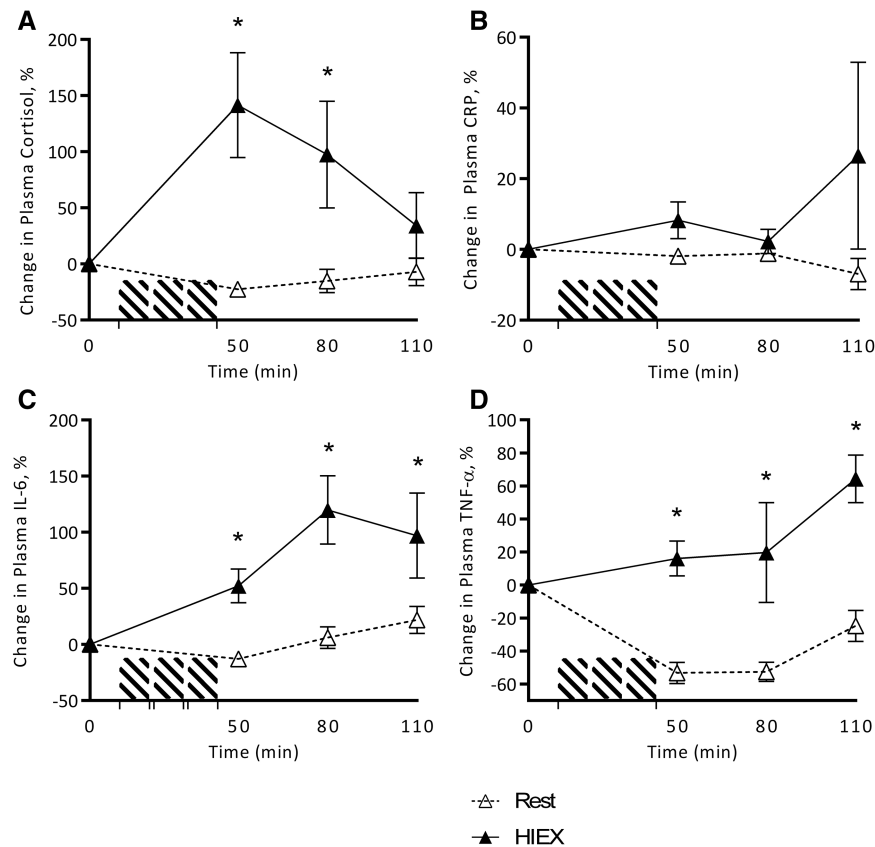 A
Change in Plasma Cortisol, %
200
150
100
50
0
-50
*
*
0 50 80 110
Time (min)
B
Change in Plasma CRP, %
60
40
20
0
-20
0 50 80 110
Time (min)
C
Change in Plasma IL-6, %
200
150
100
50
0
-50
*
*
*
0 50 80 110
Time (min)
D
Change in Plasma TNF-α, %
100
80
60
40
20
0
-20
-40
-60
*
*
*
0 50 80 110
Time (min)
Rest
HIEX